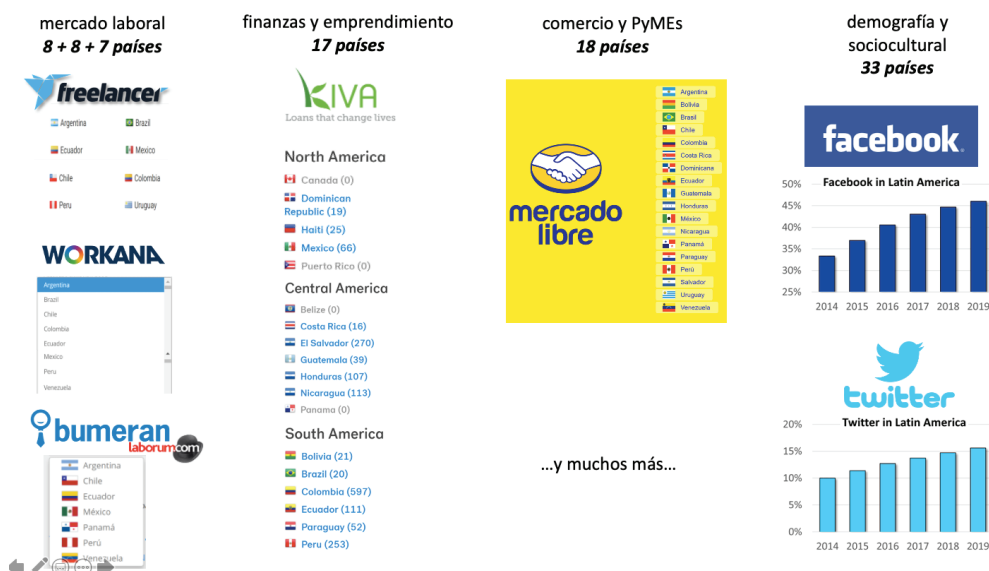 mercado laboral
8 + 8 + 7 países
freelancer
Argentina
Brazil
Ecuador
Mexico
Chile
Colombia
Peru
Uruguay
WORKANA
Argentina
Brazil
Chile
Colombia
Ecuador
Mexico
Peru
Venezuela
bumeran
laborum.com
Argentina
Chile
Ecuador
México
Panamá
Perú
Venezuela
finanzas y emprendimiento
17 países
KIVA
Loans that change lives
North America
Canada (0)
Dominican
Republic (19)
Haiti (25)
Mexico (66)
Puerto Rico (0)
Central America
Belize (0)
Costa Rica (16)
El Salvador (270)
Guatemala (39)
Honduras (107)
Nicaragua (113)
Panama (0)
South America
Bolivia (21)
Brazil (20)
Colombia (597)
Ecuador (111)
Paraguay (52)
Peru (253)
comercio y PyMEs
18 países
mercado
libre
Argentina
Bolivia
Brasil
Chile
Colombia
Costa Rica
Dominicana
Ecuador
Guatemala
Honduras
México
Nicaragua
Panamá
Paraguay
Perú
Salvador
Uruguay
Venezuela
...y muchos más...
demografía y
sociocultural
33 países
facebook
Facebook in Latin America
50%
45%
40%
35%
30%
25%
2014 2015 2016 2017 2018 2019
twitter
Twitter in Latin America
20%
15%
10%
5%
0%
2014 2015 2016 2017 2018 2019